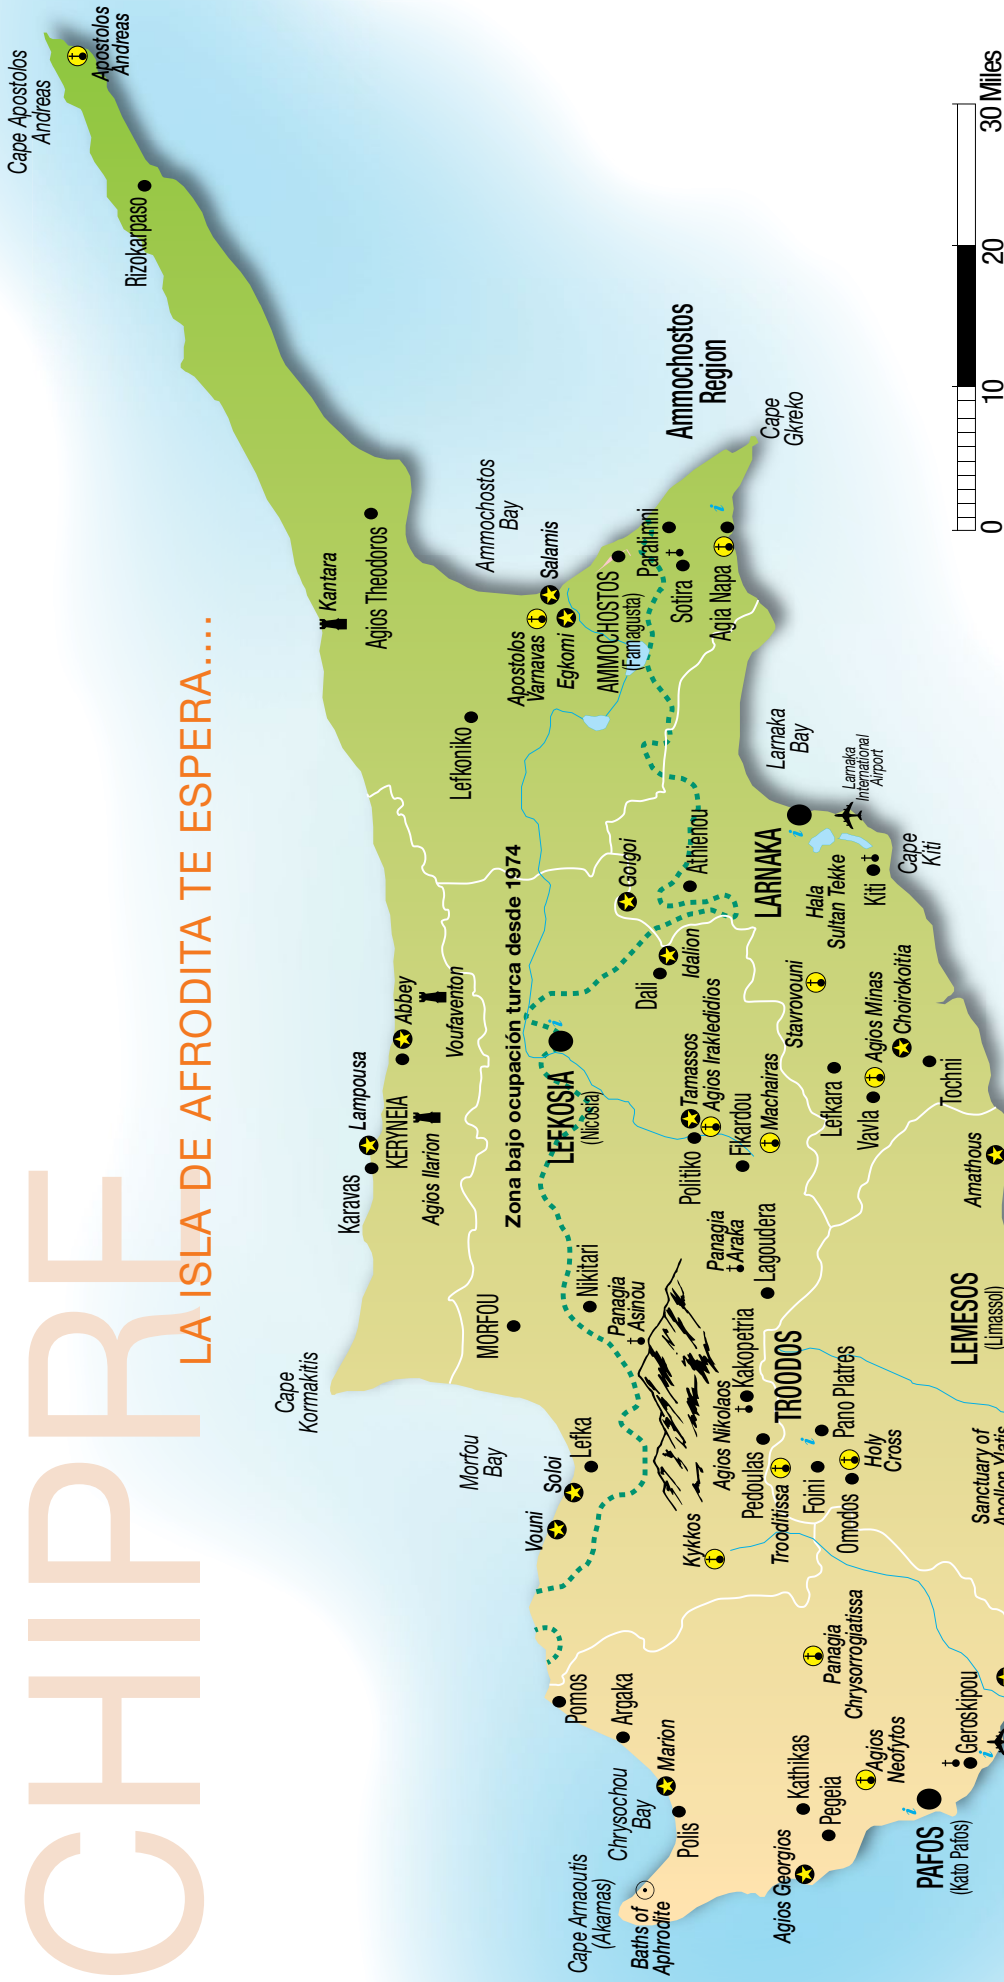 CHIPRE
LA ISLA DE AFRODITA TE ESPERA....
Cape Apostolos
Andreas
Apostolos
Andreas
Rizokarpaso
Kantara
Agios Theodoros
Ammochostos
Bay
Lefkoniko
Apostolos
Varnavas
Salamis
Egkomi
AMMOCHOSTOS
(Famagusta)
Ammochostos
Region
Paralimni
Sotira
Agia Napa
Cape
Gkreko
Cape
Kormakitis
Karavas
Lampousa
KERYNEIA
Abbey
Agios Ilarion
Voufaventon
Zona bajo ocupación turca desde 1974
MORFOU
Morfou
Bay
LEFKOSIA
(Nicosia)
Golgoi
Athienou
Dali
Idalion
Larnaka
Bay
LARNAKA
Larnaka
International
Airport
Hala
Sultan Tekke
Kiti
Cape
Kiti
Stavrovouni
Tamassos
Agios Irakledidios
Politiko
Fikardou
Machairas
Lefkara
Vavla
Agios Minas
Choirokoitia
Tochni
Amathous
Nikitari
Panagia
Asinou
Panagia
Araka
Lagoudera
Vouni
Soloi
Lefka
Kykkos
Agios Nikolaos
Kakopetria
Pedoulas
TROODOS
Trooditissa
Foini
Pano Platres
Omodos
Holy
Cross
LEMESOS
(Limassol)
Sanctuary of
Apollon Ylatis
Pomos
Argaka
Chrysochou
Bay
Marion
Polis
Cape Arnaoutis
(Akamas)
Baths of
Aphrodite
Kathikas
Pegeia
Agios Georgios
Panagia
Chrysorrogiatissa
Agios
Neofytos
PAFOS
(Kato Pafos)
Geroskipou
i
i
i
i
i
i
0 10 20 30 Miles